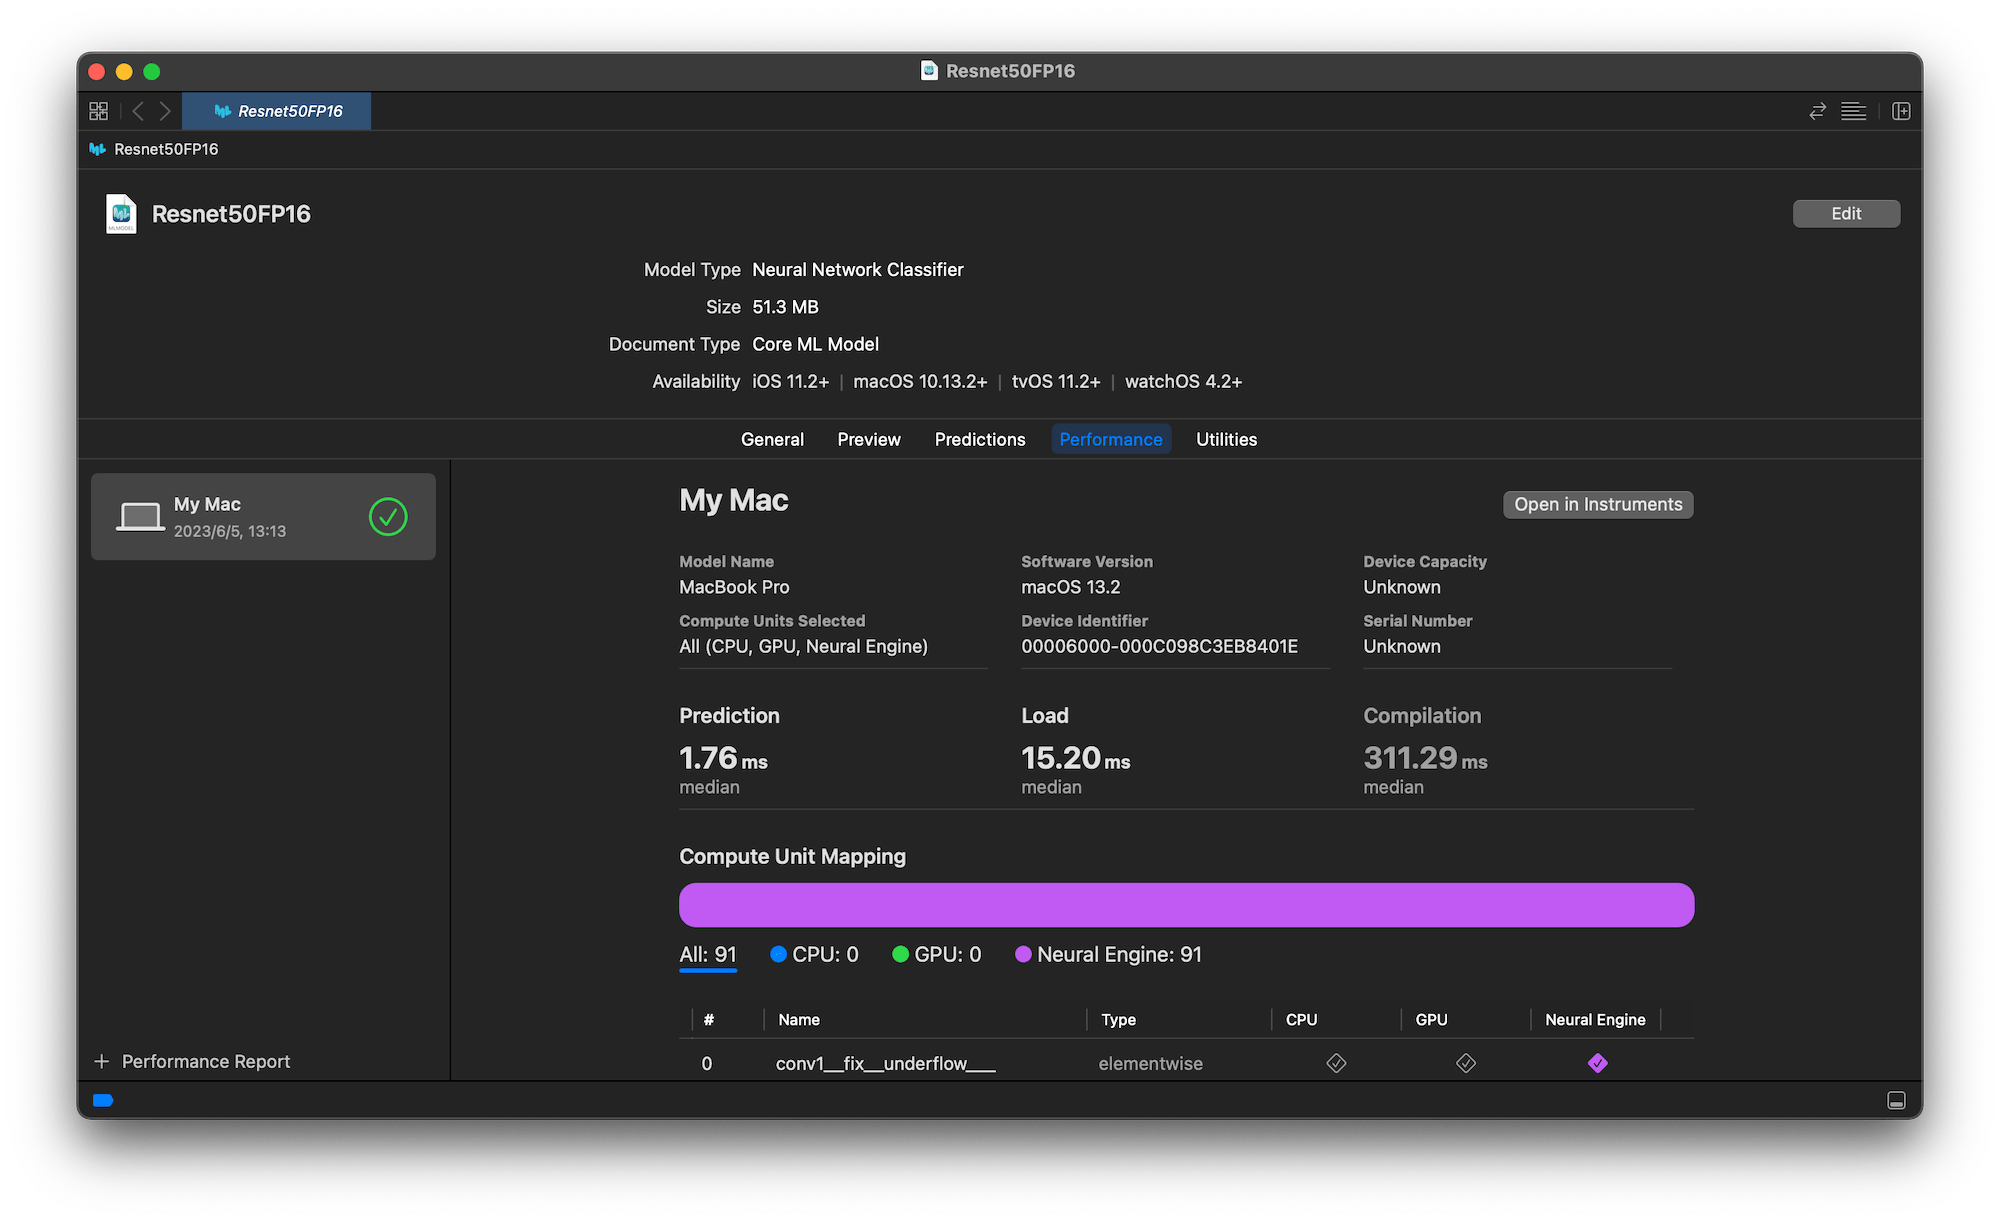 Resnet50FP16
Resnet50FP16
Resnet50FP16
MLMODEL
Resnet50FP16
Edit
Model Type Neural Network Classifier
Size 51.3 MB
Document Type Core ML Model
Availability iOS 11.2+ | macOS 10.13.2+ | tvOS 11.2+ | watchOS 4.2+
General Preview Predictions Performance Utilities
My Mac
2023/6/5, 13:13
+ Performance Report
My Mac
Open in Instruments
Model Name Software Version Device Capacity
MacBook Pro macOS 13.2 Unknown
Compute Units Selected Device Identifier Serial Number
All (CPU, GPU, Neural Engine) 00006000-000C098C3EB8401E Unknown
Prediction Load Compilation
1.76 ms 15.20 ms 311.29 ms
median median median
Compute Unit Mapping
All: 91 CPU: 0 GPU: 0 Neural Engine: 91
# Name Type CPU GPU Neural Engine
0 conv1__fix__underflow___ elementwise